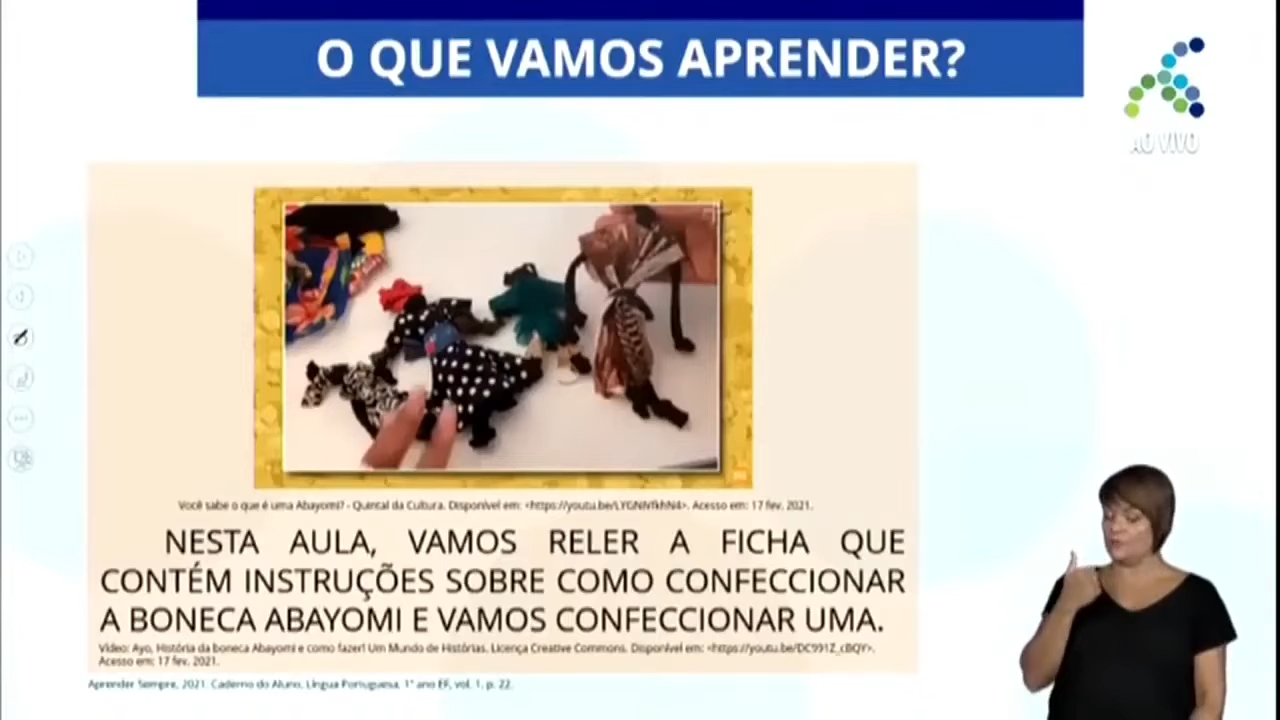 O QUE VAMOS APRENDER?
AO VIVO
Você sabe o que é uma Abayomi? - Quintal da Cultura. Disponível em: <https://youtu.be/LYGNIVfkhN4>. Acesso em: 17 fev. 2021.
NESTA AULA, VAMOS RELER A FICHA QUE
CONTÉM INSTRUÇÕES SOBRE COMO CONFECCIONAR
A BONECA ABAYOMI E VAMOS CONFECCIONAR UMA.
Vídeo: Ayo, História da boneca Abayomi e como fazer! Um Mundo de Histórias. Licença Creative Commons. Disponível em: <https://youtu.be/DC991Z_cBQY>.
Acesso em: 17 fev. 2021.
Aprender Sempre, 2021. Caderno do Aluno, Língua Portuguesa, 1° ano EF, vol. 1, p. 22.